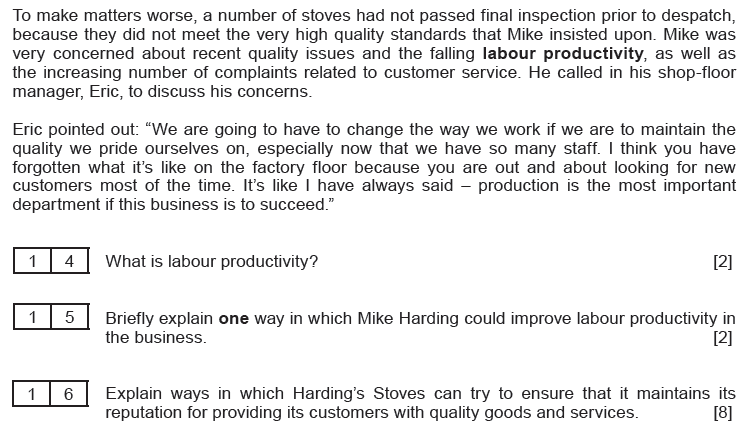 To make matters worse, a number of stoves had not passed final inspection prior to despatch,
because they did not meet the very high quality standards that Mike insisted upon. Mike was
very concerned about recent quality issues and the falling labour productivity, as well as
the increasing number of complaints related to customer service. He called in his shop-floor
manager, Eric, to discuss his concerns.
Eric pointed out: “We are going to have to change the way we work if we are to maintain the
quality we pride ourselves on, especially now that we have so many staff. I think you have
forgotten what it’s like on the factory floor because you are out and about looking for new
customers most of the time. It’s like I have always said – production is the most important
department if this business is to succeed.”
1 4 What is labour productivity? [2]
1 5 Briefly explain one way in which Mike Harding could improve labour productivity in
the business. [2]
1 6 Explain ways in which Harding’s Stoves can try to ensure that it maintains its
reputation for providing its customers with quality goods and services. [8]